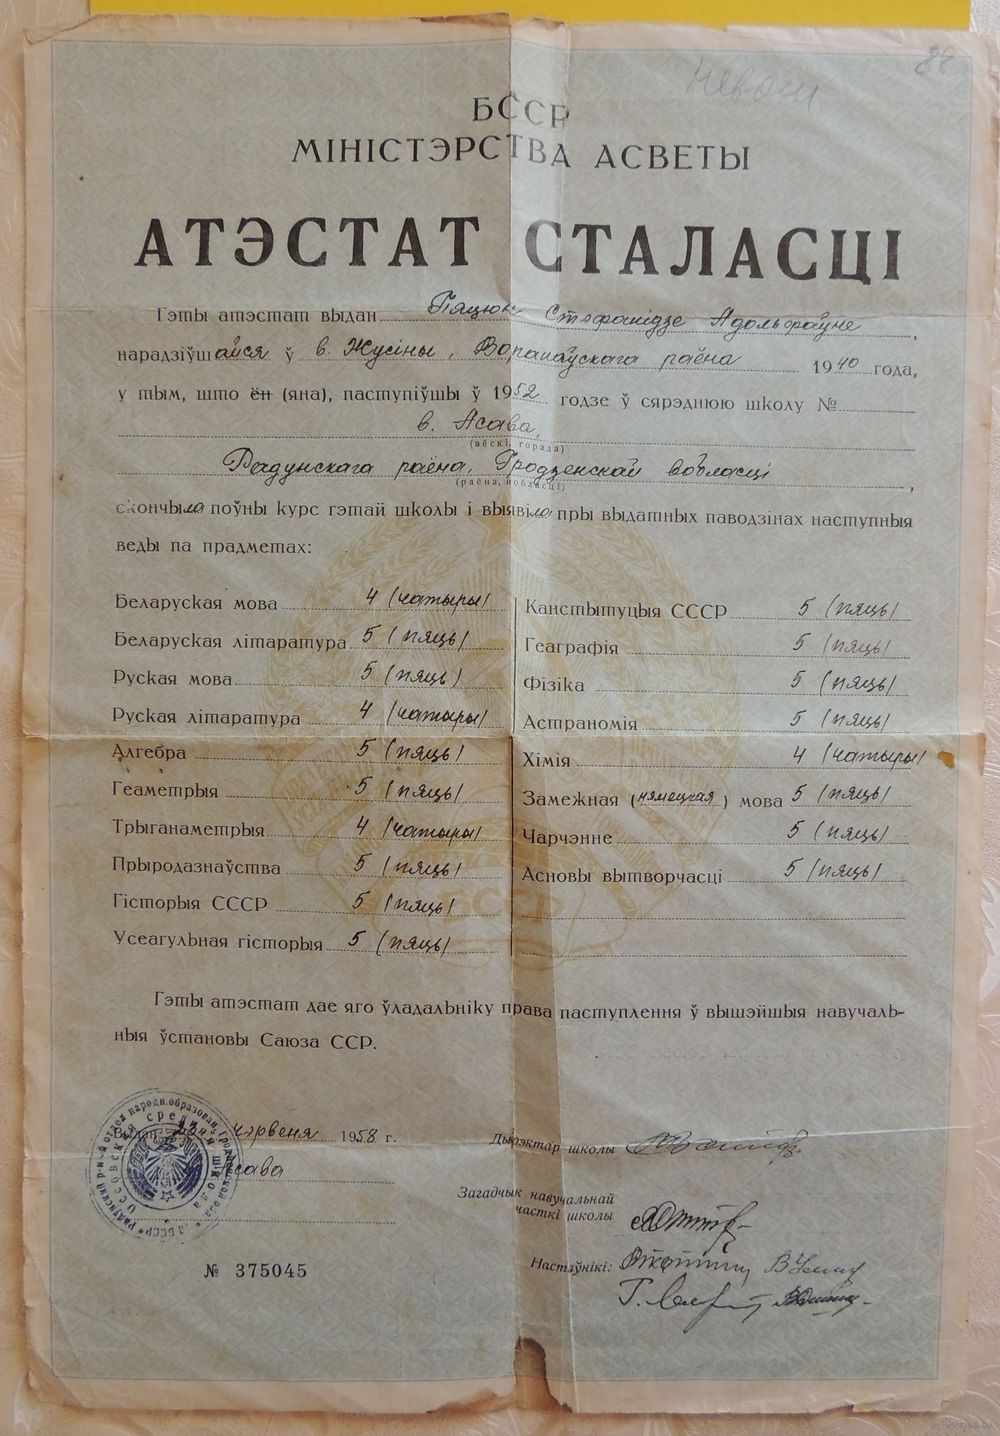 88
БССР
МІНІСТЭРСТВА АСВЕТЫ
АТЭСТАТ СТАЛАСЦІ
Гэты атэстат выдан Пяцюк Стэфанідзе Адольфаўне,
нарадзіўшайся ў в. Жусіны, Воранаўскага раёна 1940 года,
у тым, што ён (яна), паступіўшы ў 1952 годзе ў сярэднюю школу №
в. Асава,
(вёскі, горада)
Радунскага раёна, Гродзенскай вобласці,
(раёна, вобласці)
скончыла поўны курс гэтай школы і выявіла пры выдатных паводзінах наступныя
веды па прадметах:
Беларуская мова 4 (чатыры)
Беларуская літаратура 5 (пяць)
Руская мова 5 (пяць)
Руская літаратура 4 (чатыры)
Алгебра 5 (пяць)
Геаметрыя 5 (пяць)
Трыганаметрыя 4 (чатыры)
Прыродазнаўства 5 (пяць)
Гісторыя СССР 5 (пяць)
Усеагульная гісторыя 5 (пяць)
Канстытуцыя СССР 5 (пяць)
Геаграфія 5 (пяць)
Фізіка 5 (пяць)
Астраномія 5 (пяць)
Хімія 4 (чатыры)
Замежная (нямецкая) мова 5 (пяць)
Чарчэнне 5 (пяць)
Асновы вытворчасці 5 (пяць)
Гэты атэстат дае яго ўладальніку права паступлення ў вышэйшыя навучаль-
ныя ўстановы Саюза ССР.
Выдан 23 чэрвеня 1958 г.
Асава
№ 375045
Дырэктар школы
Загадчык навучальнай
часткі школы
Настаўнікі: